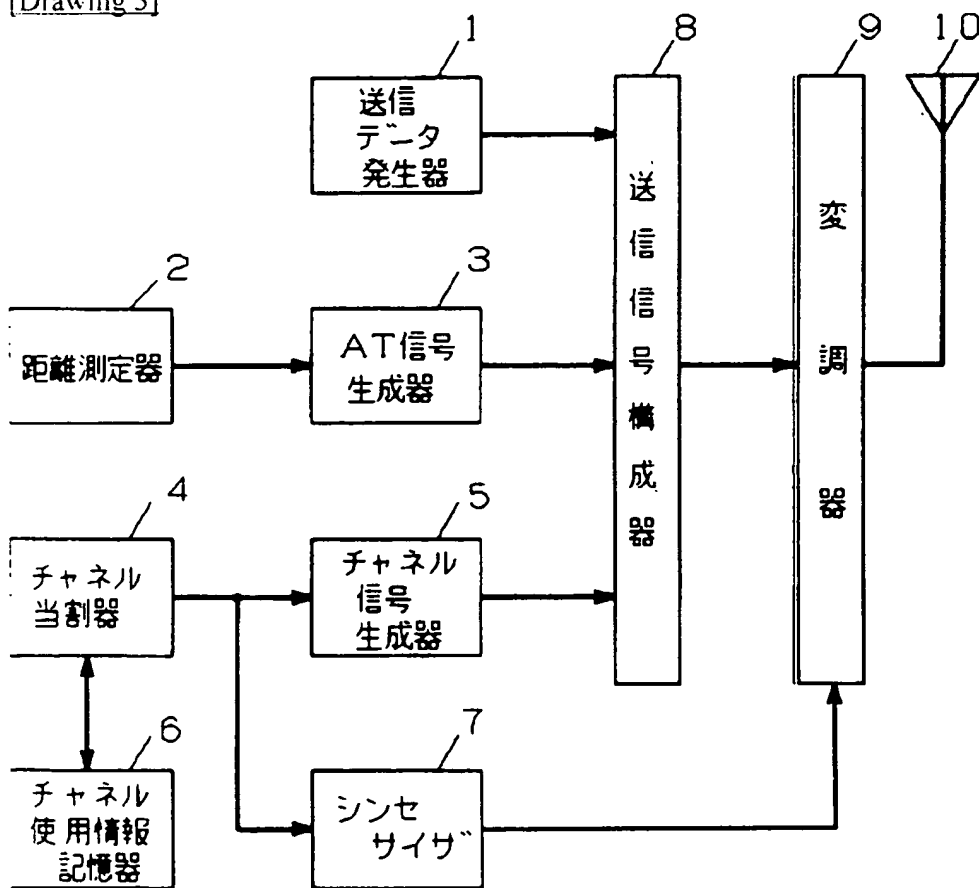 [Drawing 3]
1
8
9
10
送信
データ
発生器
送信信号構成器
変調器
2
3
距離測定器
AT信号
生成器
4
5
チャネル
当割器
チャネル
信号
生成器
6
7
チャネル
使用情報
記憶器
シンセ
サイザ